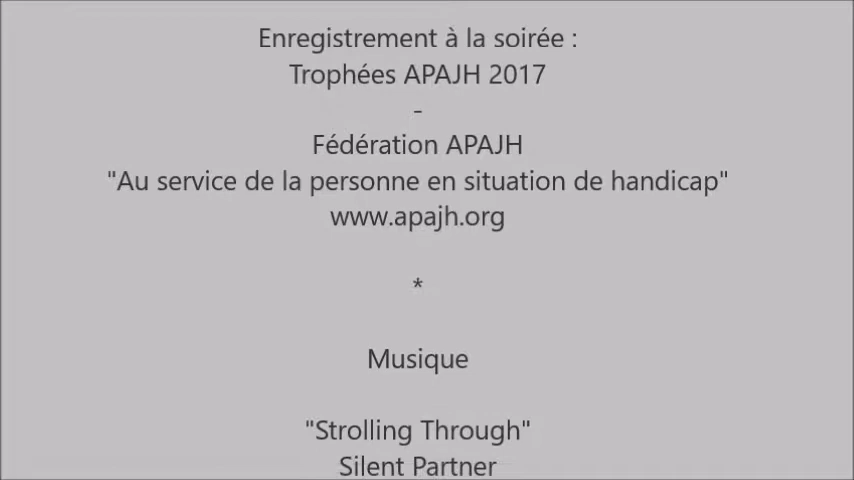 Enregistrement à la soirée :
Trophées APAJH 2017
-
Fédération APAJH
"Au service de la personne en situation de handicap"
www.apajh.org
*
Musique
"Strolling Through"
Silent Partner